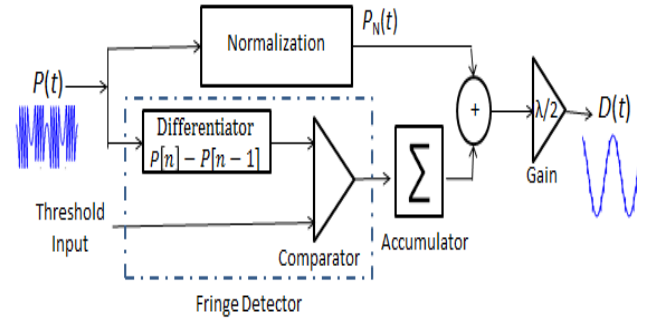 Normalization
P_N(t)
P(t)
Differentiator
P[n] − P[n − 1]
+
λ/2
D(t)
Gain
Σ
Threshold
Input
Comparator
Accumulator
Fringe Detector